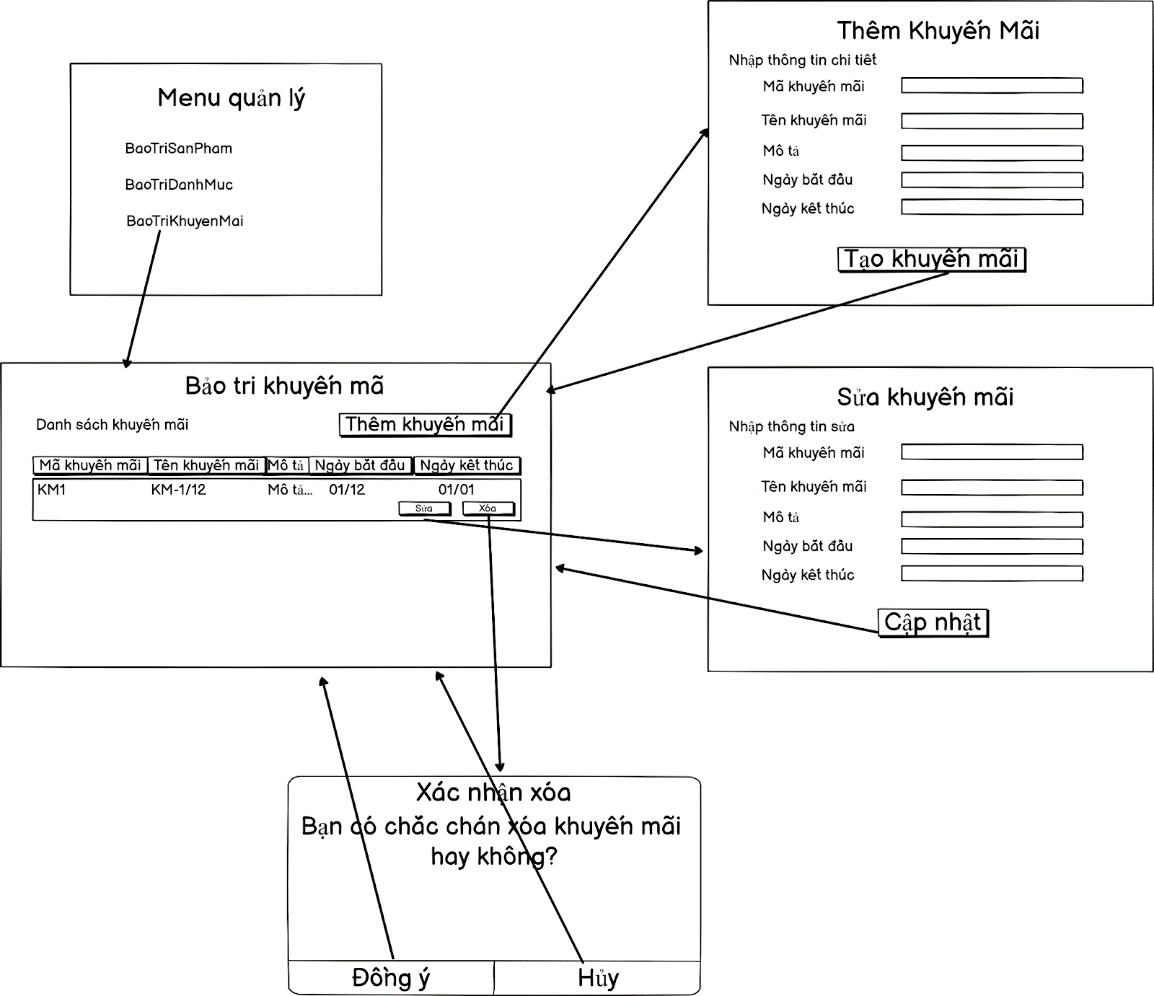 Menu quản lý
BaoTriSanPham
BaoTriDanhMuc
BaoTriKhuyenMai
Thêm Khuyến Mãi
Nhập thông tin chi tiết
Mã khuyến mãi
Tên khuyến mãi
Mô tả
Ngày bắt đầu
Ngày kết thúc
Tạo khuyến mãi
Bảo tri khuyến mã
Danh sách khuyến mãi
Thêm khuyến mãi
Mã khuyến mãi Tên khuyến mãi Mô tả Ngày bắt đầu Ngày kết thúc
KM1 KM-1/12 Mô tả... 01/12 01/01
Sửa Xóa
Sửa khuyến mãi
Nhập thông tin sửa
Mã khuyến mãi
Tên khuyến mãi
Mô tả
Ngày bắt đầu
Ngày kết thúc
Cập nhật
Xác nhận xóa
Bạn có chắc chán xóa khuyến mãi
hay không?
Đồng ý Hủy